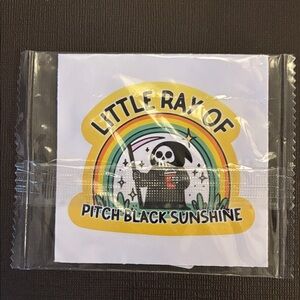 LITTLE RAY OF
PITCH BLACK SUNSHINE